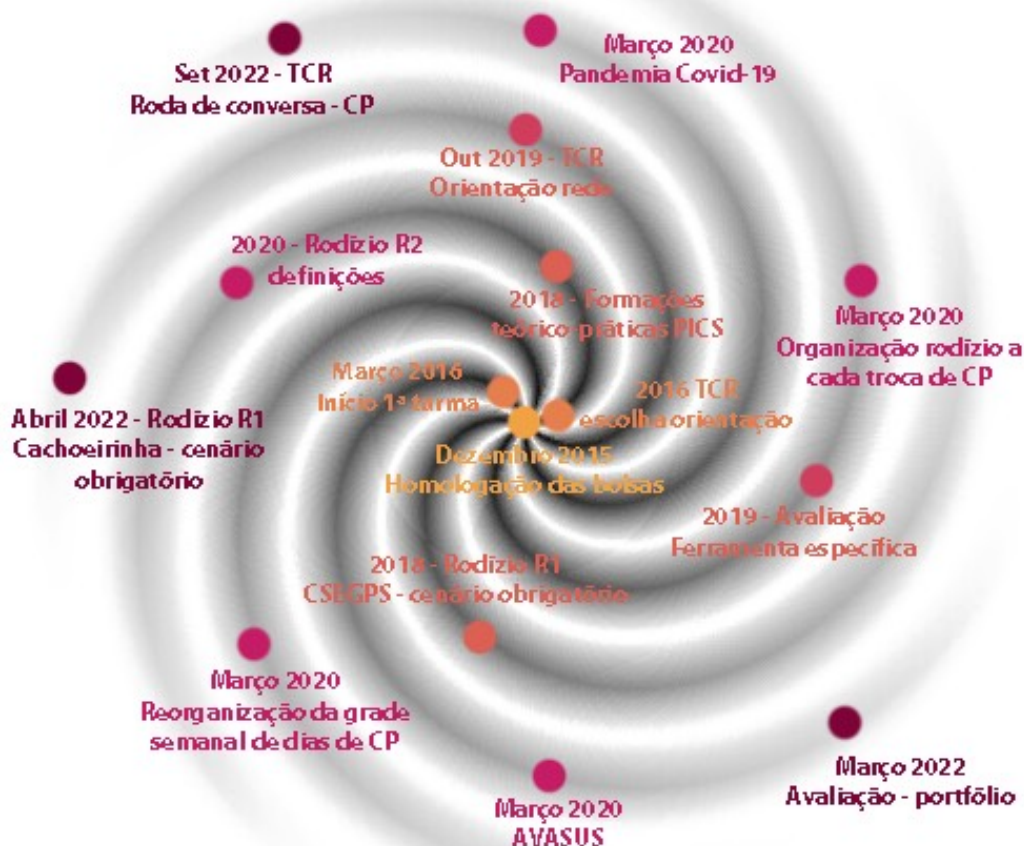 Set 2022 - TCR
Roda de conversa - CP
Março 2020
Pandemia Covid-19
Out 2019 - TCR
Orientação rede
2020 - Rodízio R2
definições
2018 - Formações
teórico-práticas PICS
Março 2020
Organização rodízio a
cada troca de CP
Março 2016
Início 1ª turma
2016 TCR
escolha orientação
Abril 2022 - Rodízio R1
Cachoeirinha - cenário
obrigatório
Dezembro 2015
Homologação das bolsas
2019 - Avaliação
Ferramenta específica
2018 - Rodízio R1
CSEGPS - cenário obrigatório
Março 2020
Reorganização da grade
semanal de dias de CP
Março 2022
Avaliação - portfólio
Março 2020
AVASUS